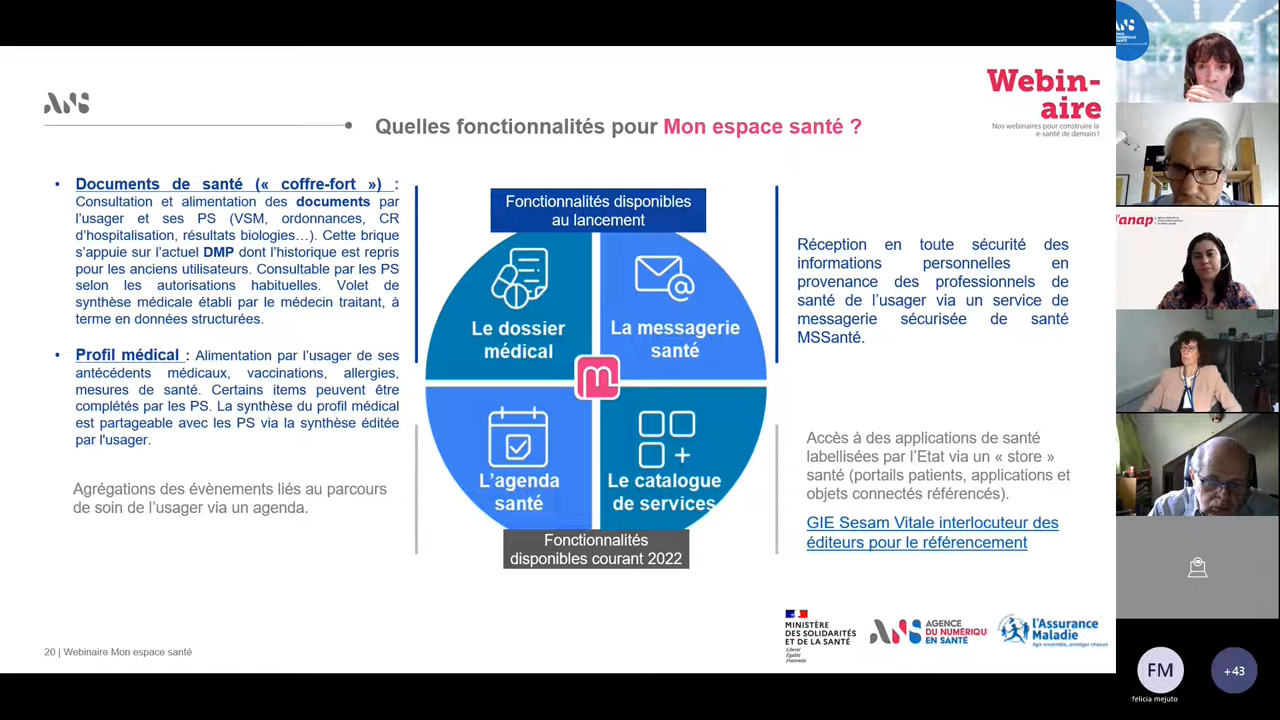 ANS
Webin-
aire
Nos webinaires pour construire la
e-santé de demain !
Quelles fonctionnalités pour Mon espace santé ?
• Documents de santé (« coffre-fort ») :
Consultation et alimentation des documents par
l'usager et ses PS (VSM, ordonnances, CR
d'hospitalisation, résultats biologies…). Cette brique
s'appuie sur l'actuel DMP dont l'historique est repris
pour les anciens utilisateurs. Consultable par les PS
selon les autorisations habituelles. Volet de
synthèse médicale établi par le médecin traitant, à
terme en données structurées.
• Profil médical : Alimentation par l'usager de ses
antécédents médicaux, vaccinations, allergies,
mesures de santé. Certains items peuvent être
complétés par les PS. La synthèse du profil médical
est partageable avec les PS via la synthèse éditée
par l'usager.
Agrégations des évènements liés au parcours
de soin de l'usager via un agenda.
Fonctionnalités disponibles
au lancement
Le dossier
médical
La messagerie
santé
L'agenda
santé
Le catalogue
de services
Fonctionnalités
disponibles courant 2022
Réception en toute sécurité des
informations personnelles en
provenance des professionnels de
santé de l'usager via un service de
messagerie sécurisée de santé
MSSanté.
Accès à des applications de santé
labellisées par l'Etat via un « store »
santé (portails patients, applications et
objets connectés référencés).
GIE Sesam Vitale interlocuteur des
éditeurs pour le référencement
MINISTÈRE
DES SOLIDARITÉS
ET DE LA SANTÉ
Liberté
Égalité
Fraternité
ANS
AGENCE
DU NUMÉRIQU
EN SANTÉ
l'Assurance
Maladie
Agir ensemble, protéger chacun
20 | Webinaire Mon espace santé
l'anap
FM
felicia mejuto
+43